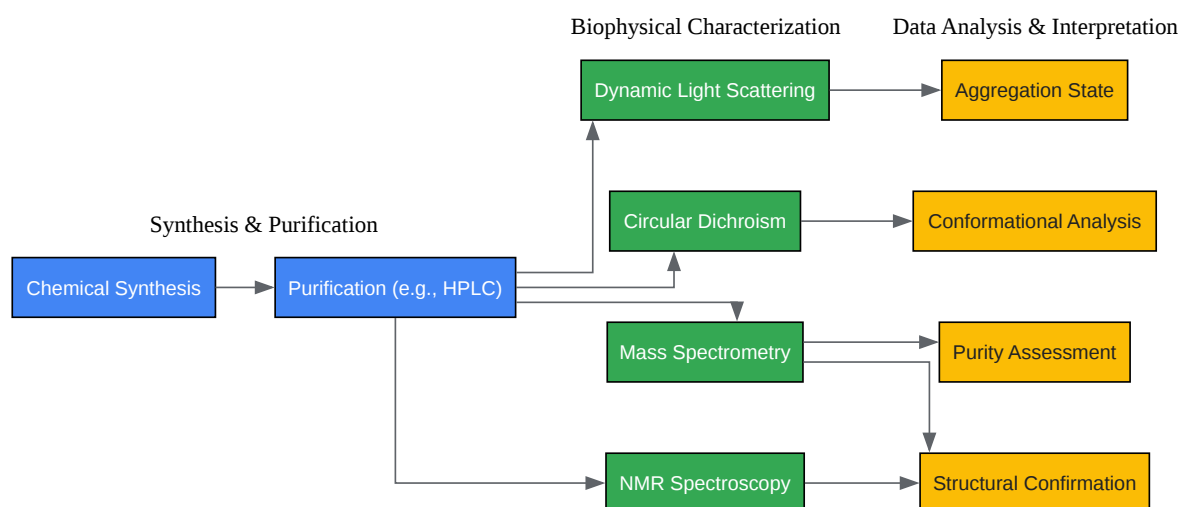 Biophysical Characterization
Data Analysis & Interpretation
Dynamic Light Scattering
Aggregation State
Synthesis & Purification
Circular Dichroism
Conformational Analysis
Chemical Synthesis
Purification (e.g., HPLC)
Mass Spectrometry
Purity Assessment
NMR Spectroscopy
Structural Confirmation